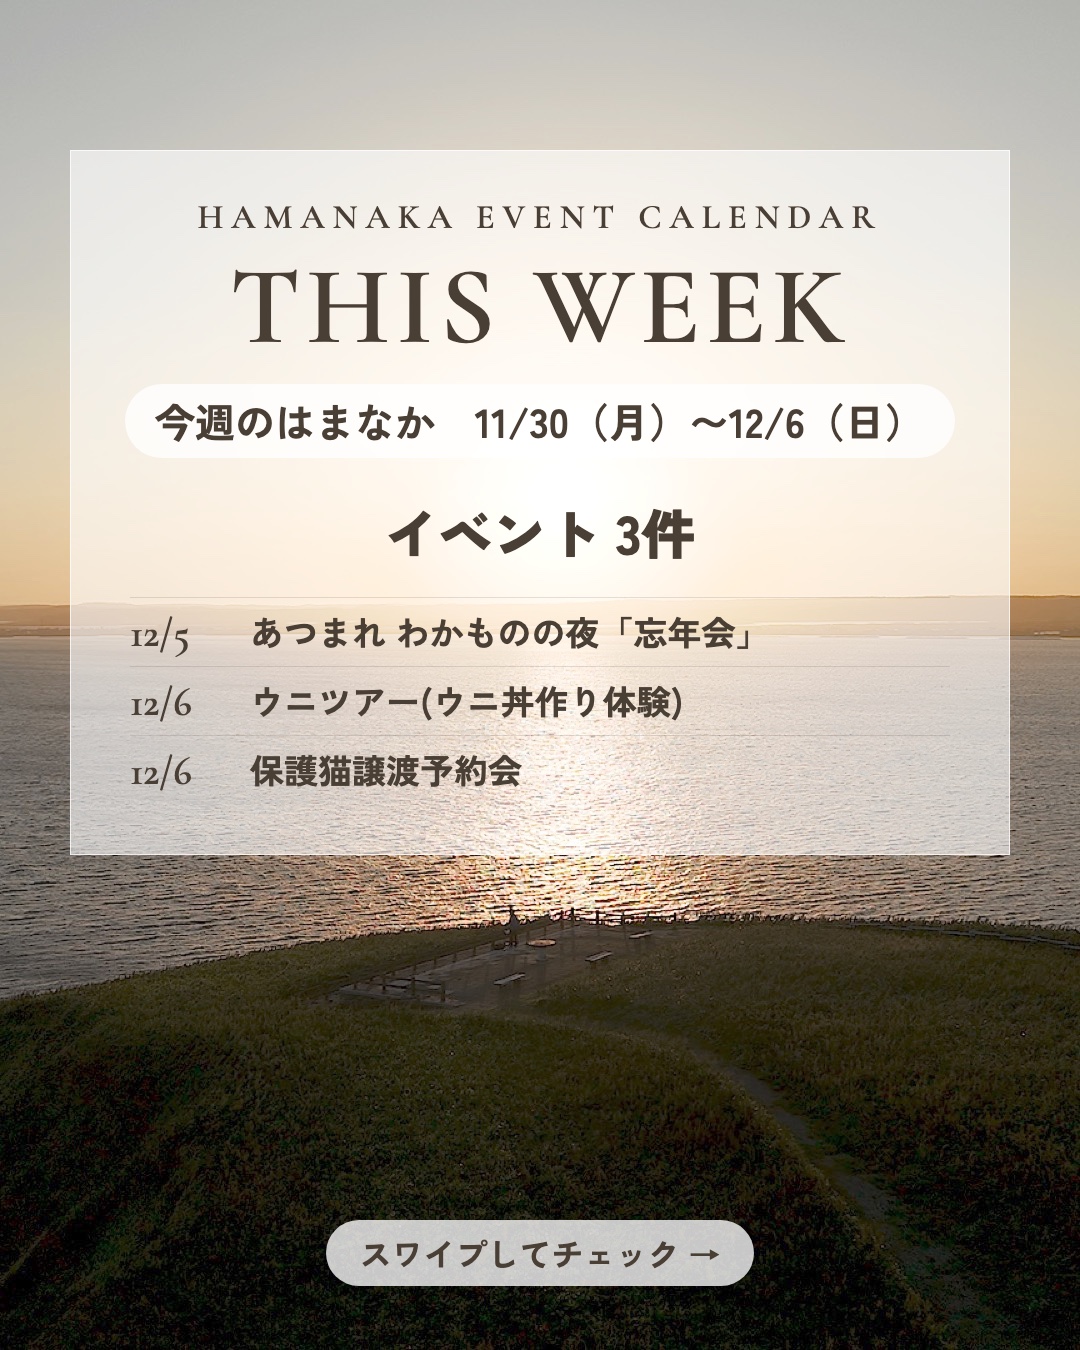 HAMANAKA EVENT CALENDAR
THIS WEEK
今週のはまなか　11/30（月）〜12/6（日）
イベント 3件
12/5 あつまれ わかものの夜「忘年会」
12/6 ウニツアー(ウニ丼作り体験)
12/6 保護猫譲渡予約会
スワイプしてチェック →